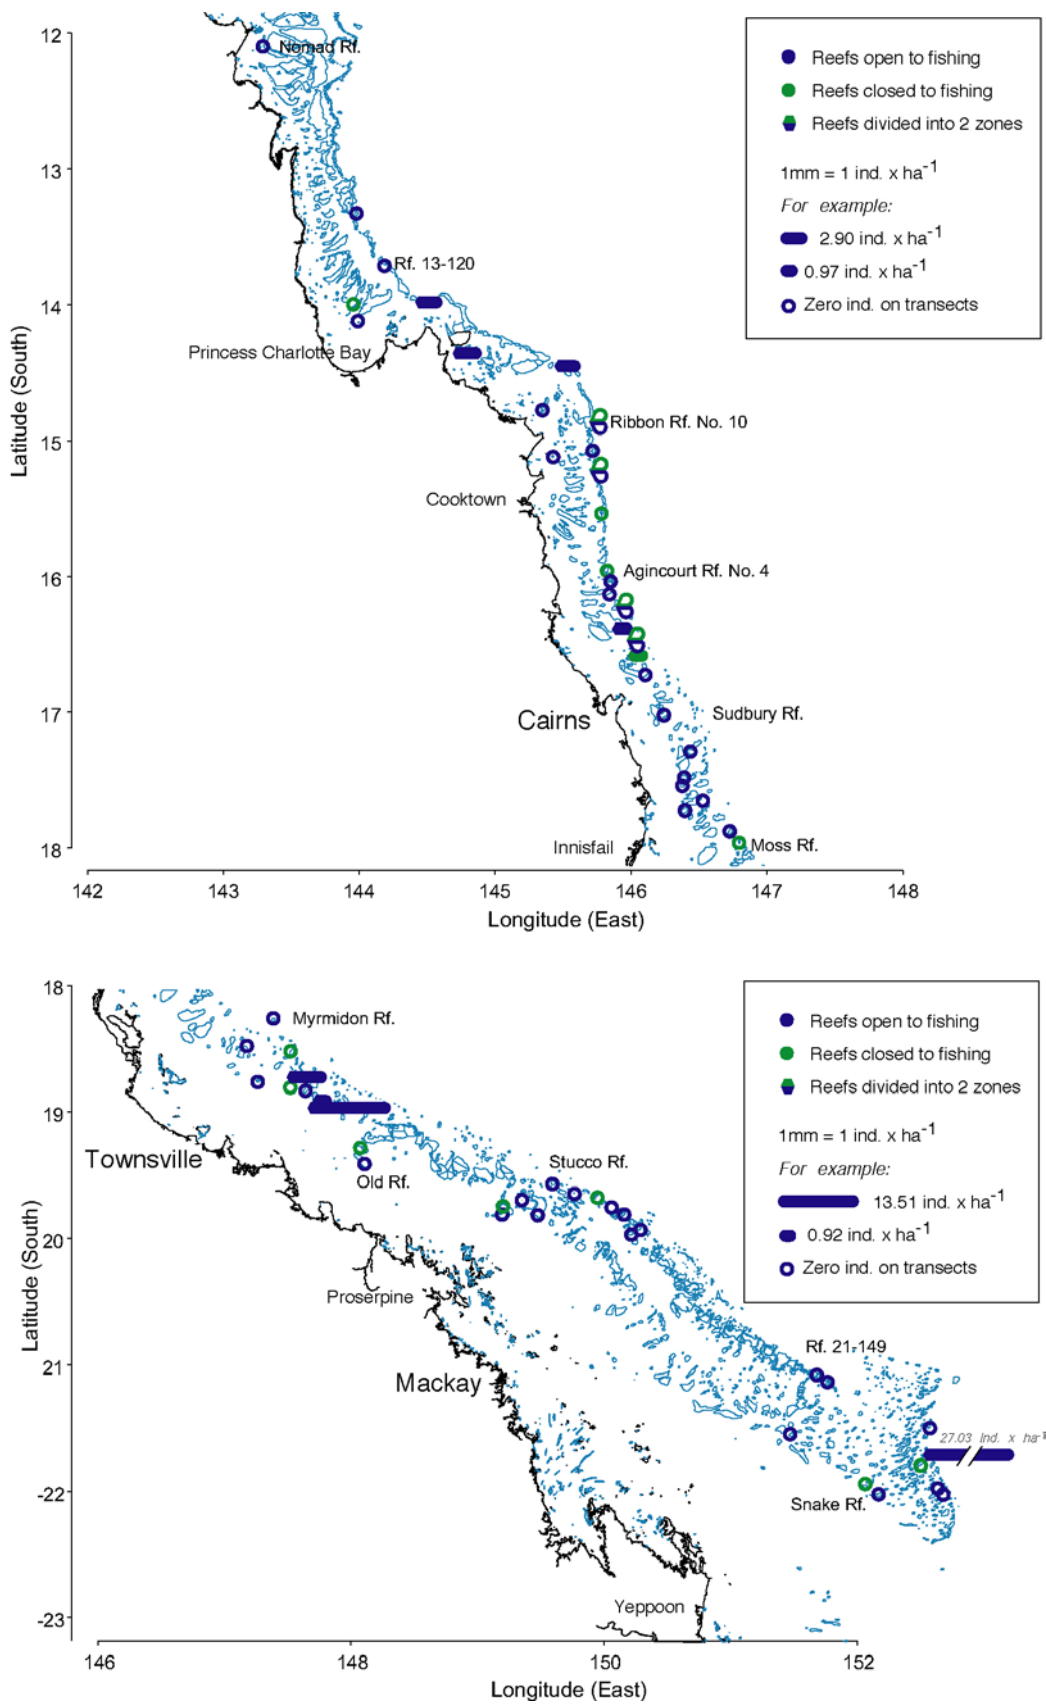 12
Nomad Rf.
Reefs open to fishing
Reefs closed to fishing
Reefs divided into 2 zones
1mm = 1 ind. x ha-1
For example:
2.90 ind. x ha-1
0.97 ind. x ha-1
Zero ind. on transects
13
Rf. 13-120
14
Princess Charlotte Bay
Latitude (South)
Ribbon Rf. No. 10
15
Cooktown
16
Agincourt Rf. No. 4
17
Cairns
Sudbury Rf.
18
Innisfail
Moss Rf.
142 143 144 145 146 147 148
Longitude (East)
18
Myrmidon Rf.
Reefs open to fishing
Reefs closed to fishing
Reefs divided into 2 zones
1mm = 1 ind. x ha-1
For example:
13.51 ind. x ha-1
0.92 ind. x ha-1
Zero ind. on transects
19
Townsville
Old Rf.
Stucco Rf.
20
Latitude (South)
Proserpine
Rf. 21-149
21
Mackay
27.03 Ind. x ha-1
-22
Snake Rf.
Yeppoon
-23
146 148 150 152
Longitude (East)